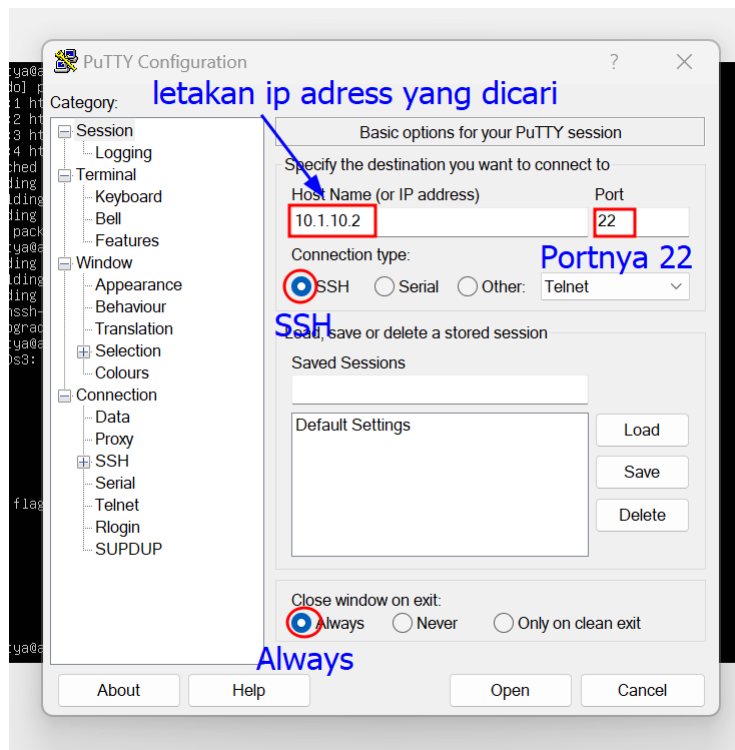 PuTTY Configuration
letakan ip adress yang dicari
Category:
Session
Logging
Terminal
Keyboard
Bell
Features
Window
Appearance
Behaviour
Translation
Selection
Colours
Connection
Data
Proxy
SSH
Serial
Telnet
Rlogin
SUPDUP
Basic options for your PuTTY session
Specify the destination you want to connect to
Host Name (or IP address) Port
10.1.10.2 22
Connection type:
Portnya 22
SSH Serial Other: Telnet
SSH
Load, save or delete a stored session
Saved Sessions
Default Settings
Load
Save
Delete
Close window on exit:
Always Never Only on clean exit
Always
About Help Open Cancel
flag